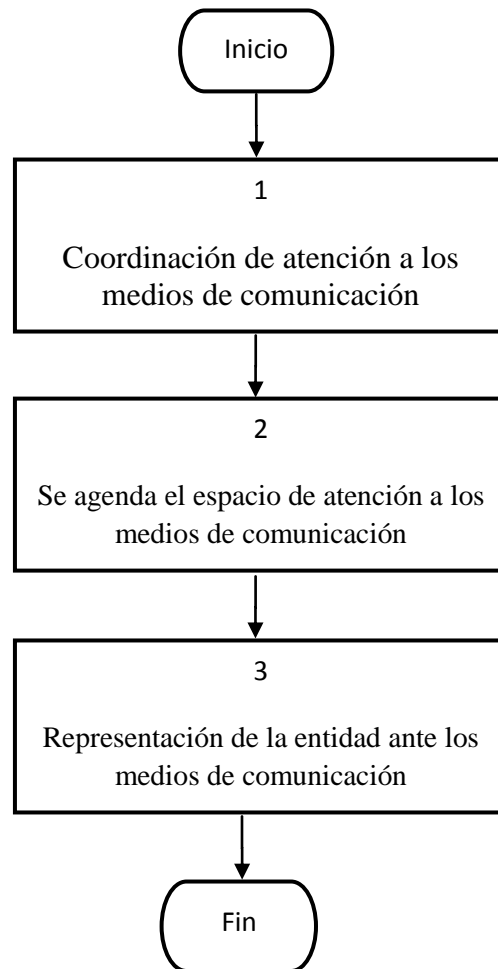 Inicio
1
Coordinación de atención a los
medios de comunicación
2
Se agenda el espacio de atención a los
medios de comunicación
3
Representación de la entidad ante los
medios de comunicación
Fin